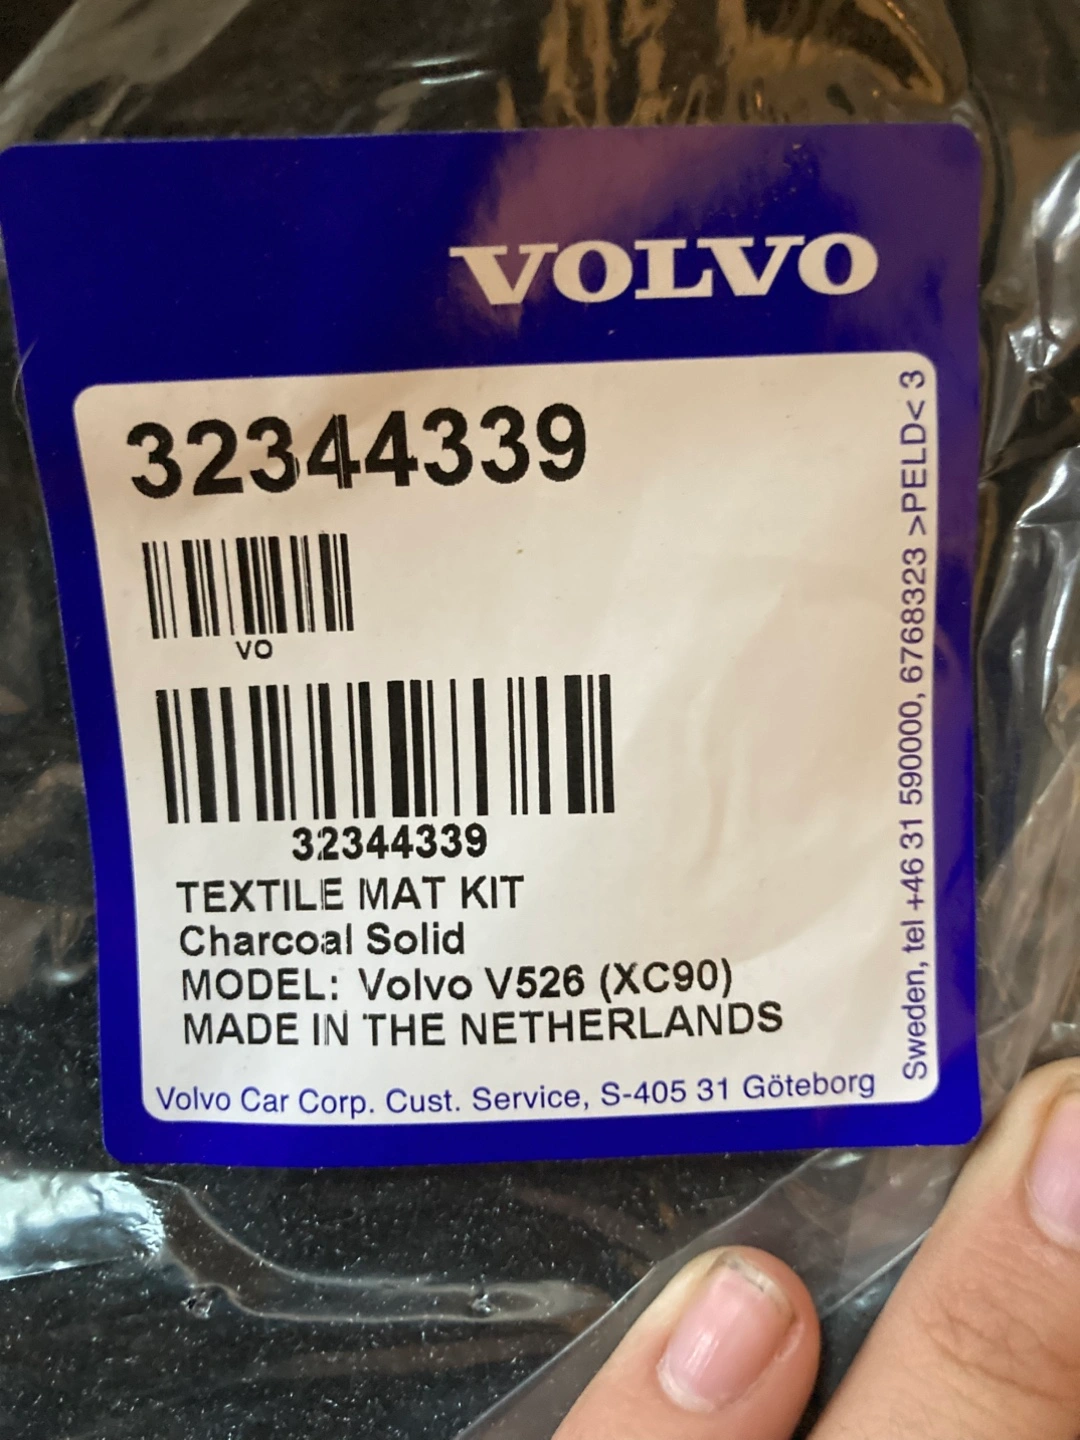 VOLVO
32344339
VO
32344339
TEXTILE MAT KIT
Charcoal Solid
MODEL: Volvo V526 (XC90)
MADE IN THE NETHERLANDS
Volvo Car Corp. Cust. Service, S-405 31 Göteborg
Sweden, tel +46 31 590000, 6768323 >PELD< 3